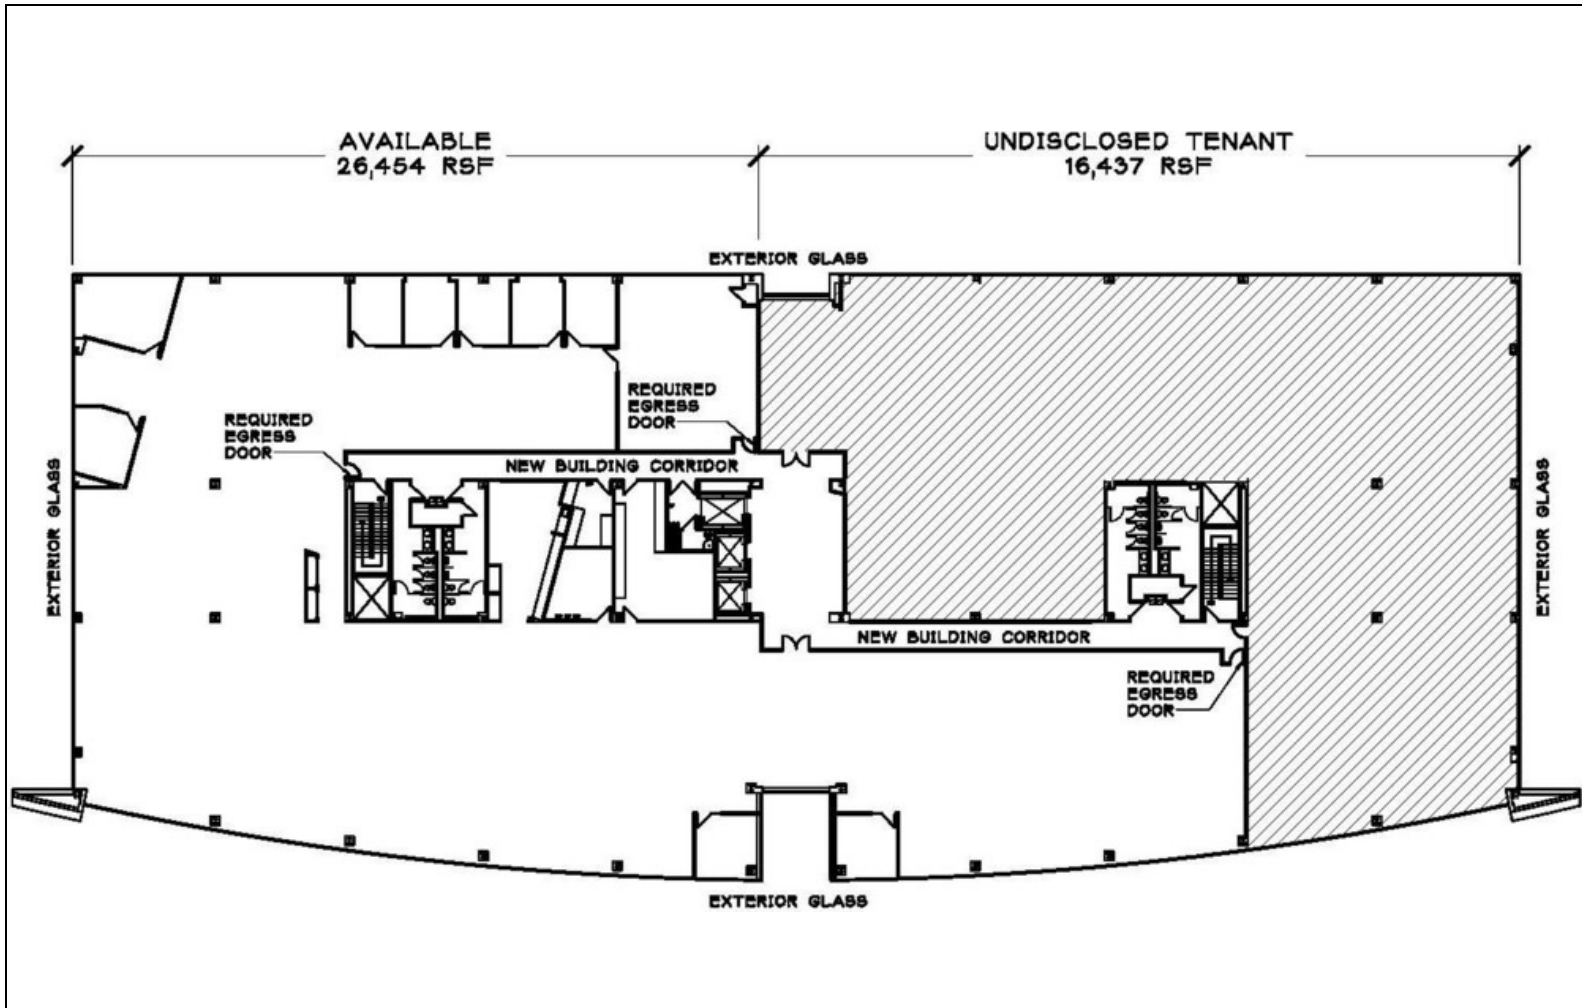 AVAILABLE
26,454 RSF
UNDISCLOSED TENANT
16,437 RSF
EXTERIOR GLASS
REQUIRED
EGRESS
DOOR
REQUIRED
EGRESS
DOOR
NEW BUILDING CORRIDOR
EXTERIOR GLASS
EXTERIOR GLASS
NEW BUILDING CORRIDOR
REQUIRED
EGRESS
DOOR
EXTERIOR GLASS